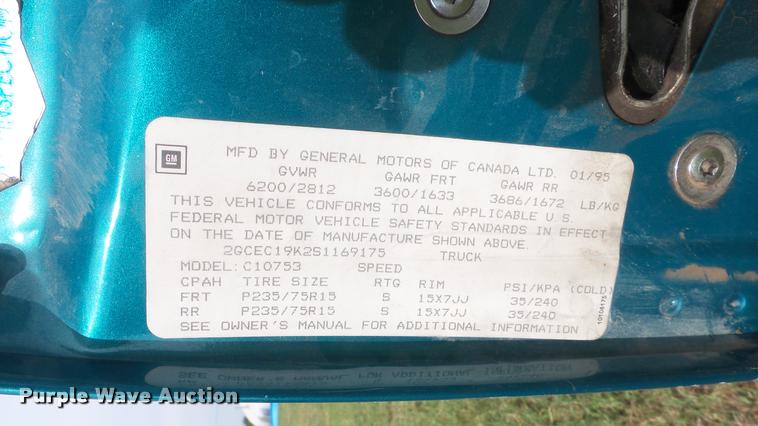 INSPECTIC
GM
MFD BY GENERAL MOTORS OF CANADA LTD. 01/95
GVWR GAWR FRT GAWR RR
6200/2812 3600/1633 3686/1672 LB/KG
THIS VEHICLE CONFORMS TO ALL APPLICABLE U.S.
FEDERAL MOTOR VEHICLE SAFETY STANDARDS IN EFFECT
ON THE DATE OF MANUFACTURE SHOWN ABOVE.
2GCEC19K2S1169175 TRUCK
MODEL: C10753 SPEED
CPAH TIRE SIZE RTG RIM PSI/KPA (COLD)
FRT P235/75R15 S 15X7JJ 35/240
RR P235/75R15 S 15X7JJ 35/240
SEE OWNER'S MANUAL FOR ADDITIONAL INFORMATION
Purple Wave Auction